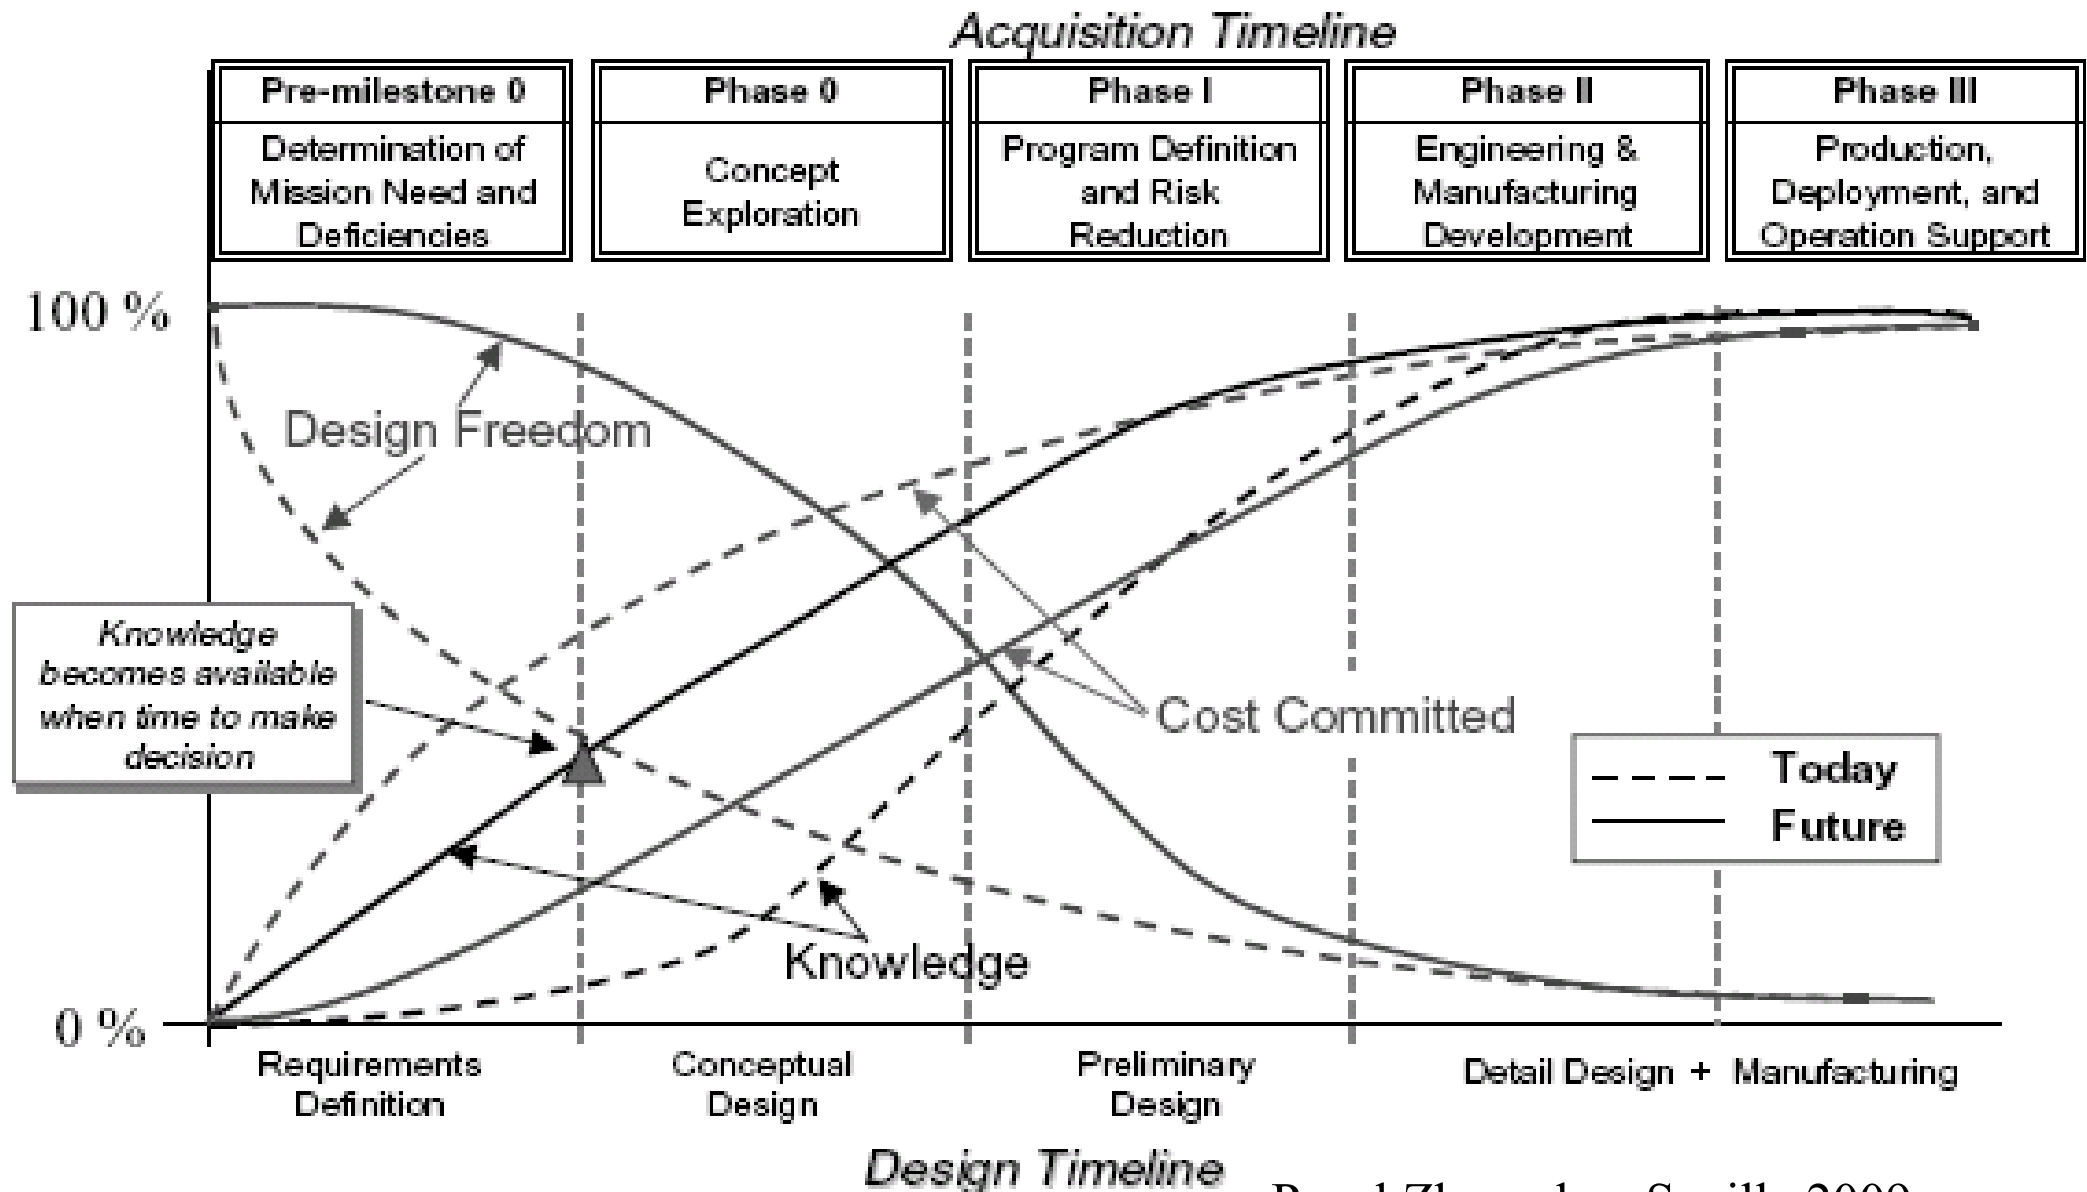 Acquisition Timeline
Pre-milestone 0
Determination of
Mission Need and
Deficiencies
Phase 0
Concept
Exploration
Phase I
Program Definition
and Risk
Reduction
Phase II
Engineering &
Manufacturing
Development
Phase III
Production,
Deployment, and
Operation Support
100 %
Design Freedom
Knowledge
becomes available
when time to make
decision
Cost Committed
Today
Future
Knowledge
0 %
Requirements
Definition
Conceptual
Design
Preliminary
Design
Detail Design + Manufacturing
Design Timeline
2009